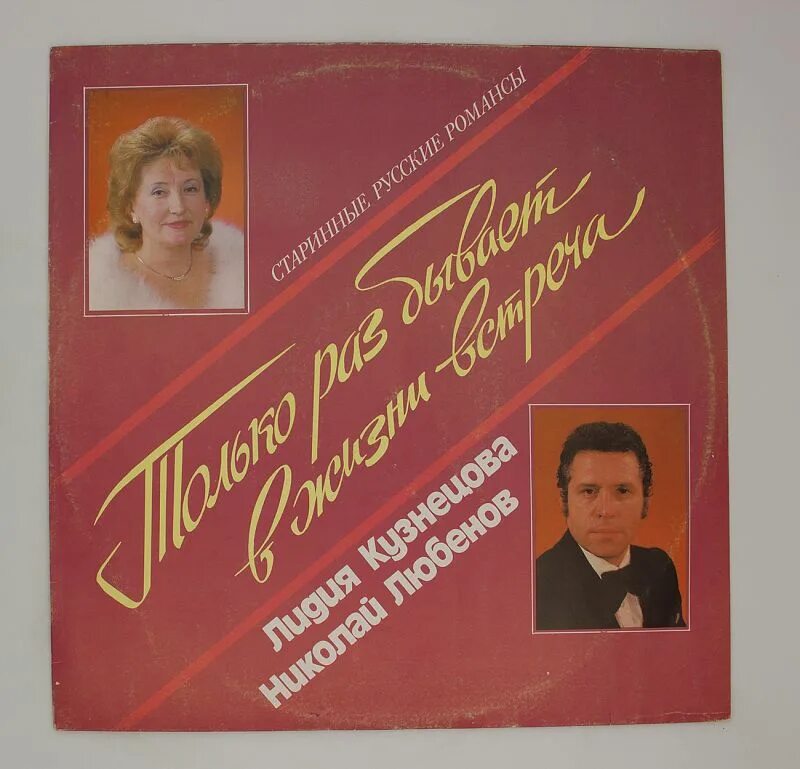 СТАРИННЫЕ РУССКИЕ РОМАНСЫ
Только раз бывает
в жизни встреча
Лидия Кузнецова
Николай Любенов